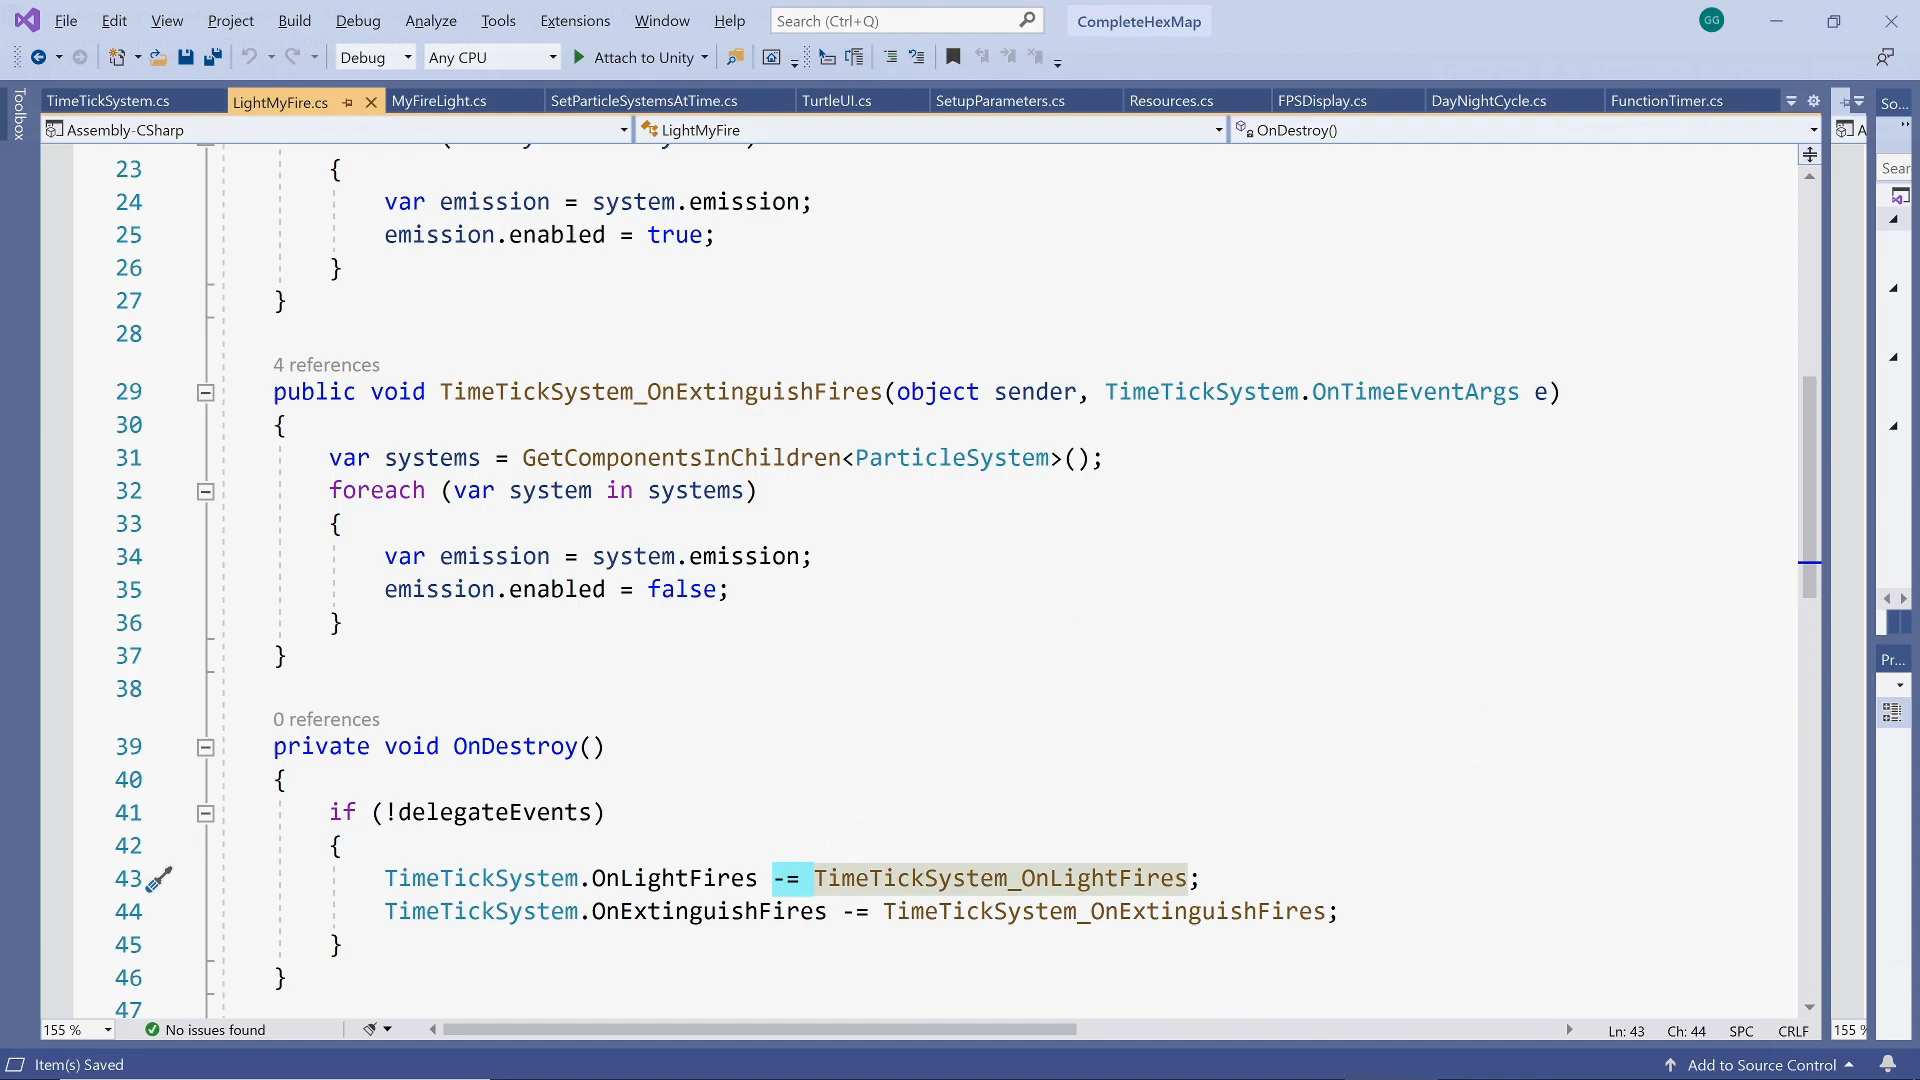 File Edit View Project Build Debug Analyze Tools Extensions Window Help Search (Ctrl+Q) CompleteHexMap GG
Debug Any CPU Attach to Unity
Toolbox
TimeTickSystem.cs LightMyFire.cs MyFireLight.cs SetParticleSystemsAtTime.cs TurtleUI.cs SetupParameters.cs Resources.cs FPSDisplay.cs DayNightCycle.cs FunctionTimer.cs So...
Assembly-CSharp LightMyFire OnDestroy() A
Sear
23 {
24 var emission = system.emission;
25 emission.enabled = true;
26 }
27 }
28
4 references
29 public void TimeTickSystem_OnExtinguishFires(object sender, TimeTickSystem.OnTimeEventArgs e)
30 {
31 var systems = GetComponentsInChildren<ParticleSystem>();
32 foreach (var system in systems)
33 {
34 var emission = system.emission;
35 emission.enabled = false;
36 }
37 }
38
Pr...
0 references
39 private void OnDestroy()
40 {
41 if (!delegateEvents)
42 {
43 TimeTickSystem.OnLightFires -= TimeTickSystem_OnLightFires;
44 TimeTickSystem.OnExtinguishFires -= TimeTickSystem_OnExtinguishFires;
45 }
46 }
47
155 % No issues found Ln: 43 Ch: 44 SPC CRLF 155 %
Item(s) Saved Add to Source Control